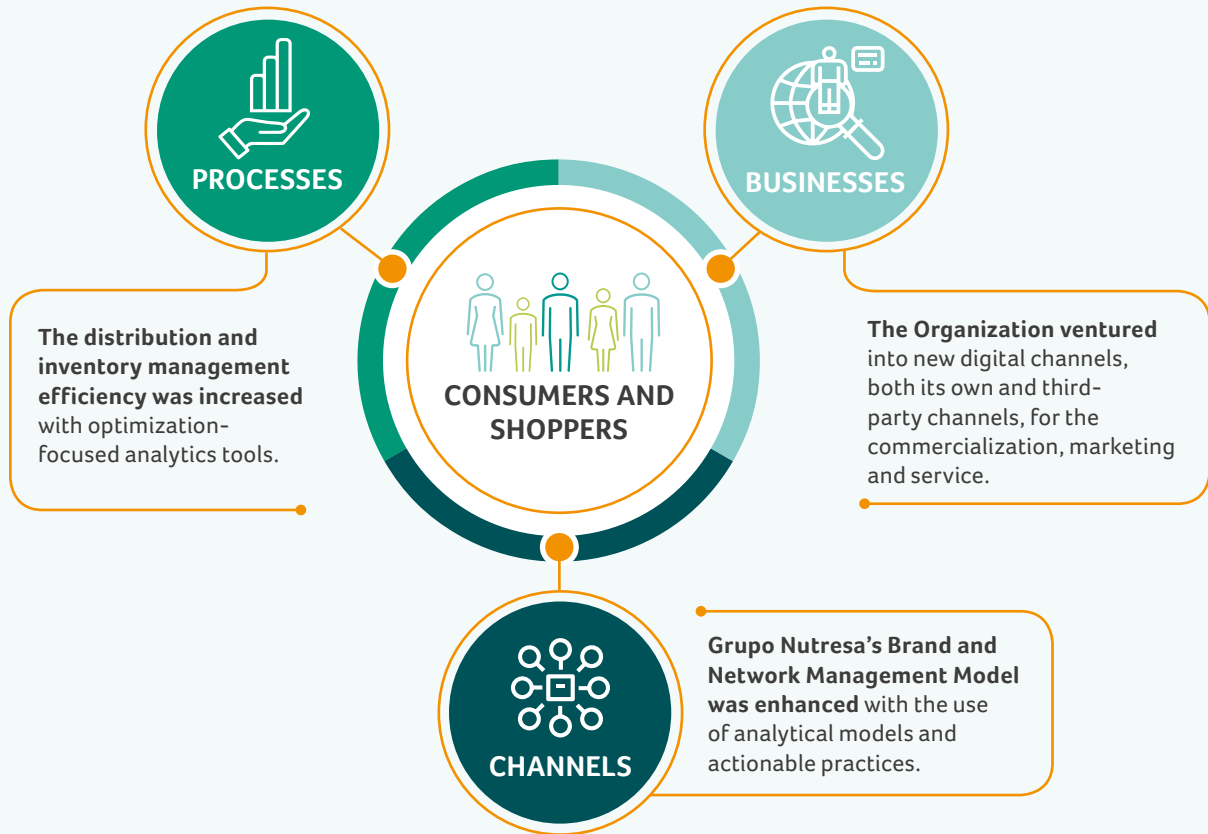 PROCESSES
BUSINESSES
The distribution and
inventory management
efficiency was increased
with optimization-
focused analytics tools.
CONSUMERS AND
SHOPPERS
The Organization ventured
into new digital channels,
both its own and third-
party channels, for the
commercialization, marketing
and service.
CHANNELS
Grupo Nutresa’s Brand and
Network Management Model
was enhanced with the use
of analytical models and
actionable practices.